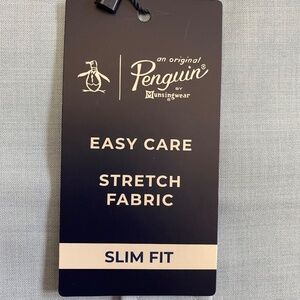 an original
Penguin®
BY
Munsingwear
EASY CARE
STRETCH
FABRIC
SLIM FIT